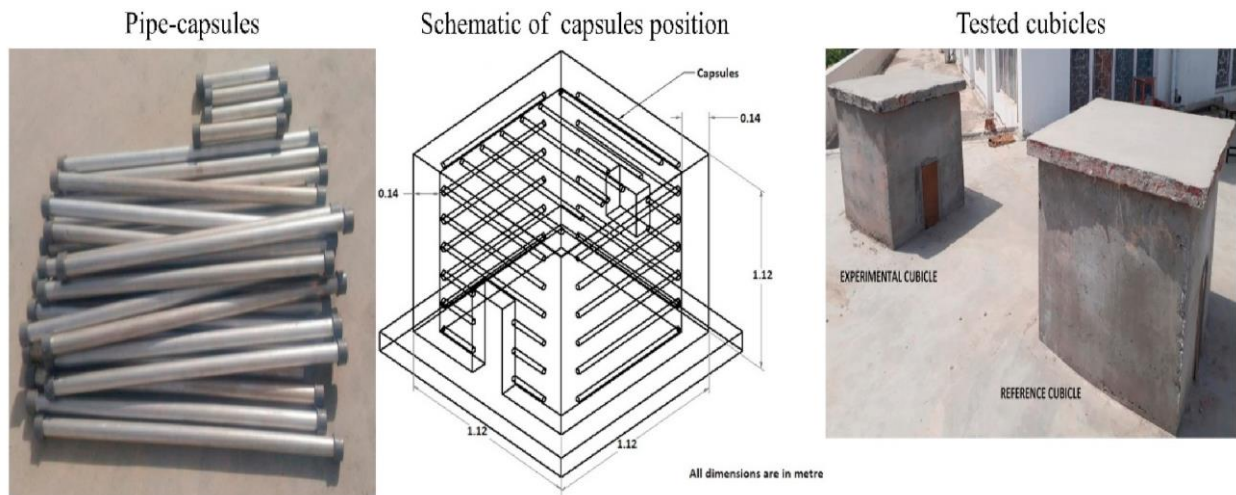 Pipe-capsules
Schematic of capsules position
Tested cubicles
Capsules
0.14
0.14
1.12
1.12
1.12
All dimensions are in metre
EXPERIMENTAL CUBICLE
REFERENCE CUBICLE